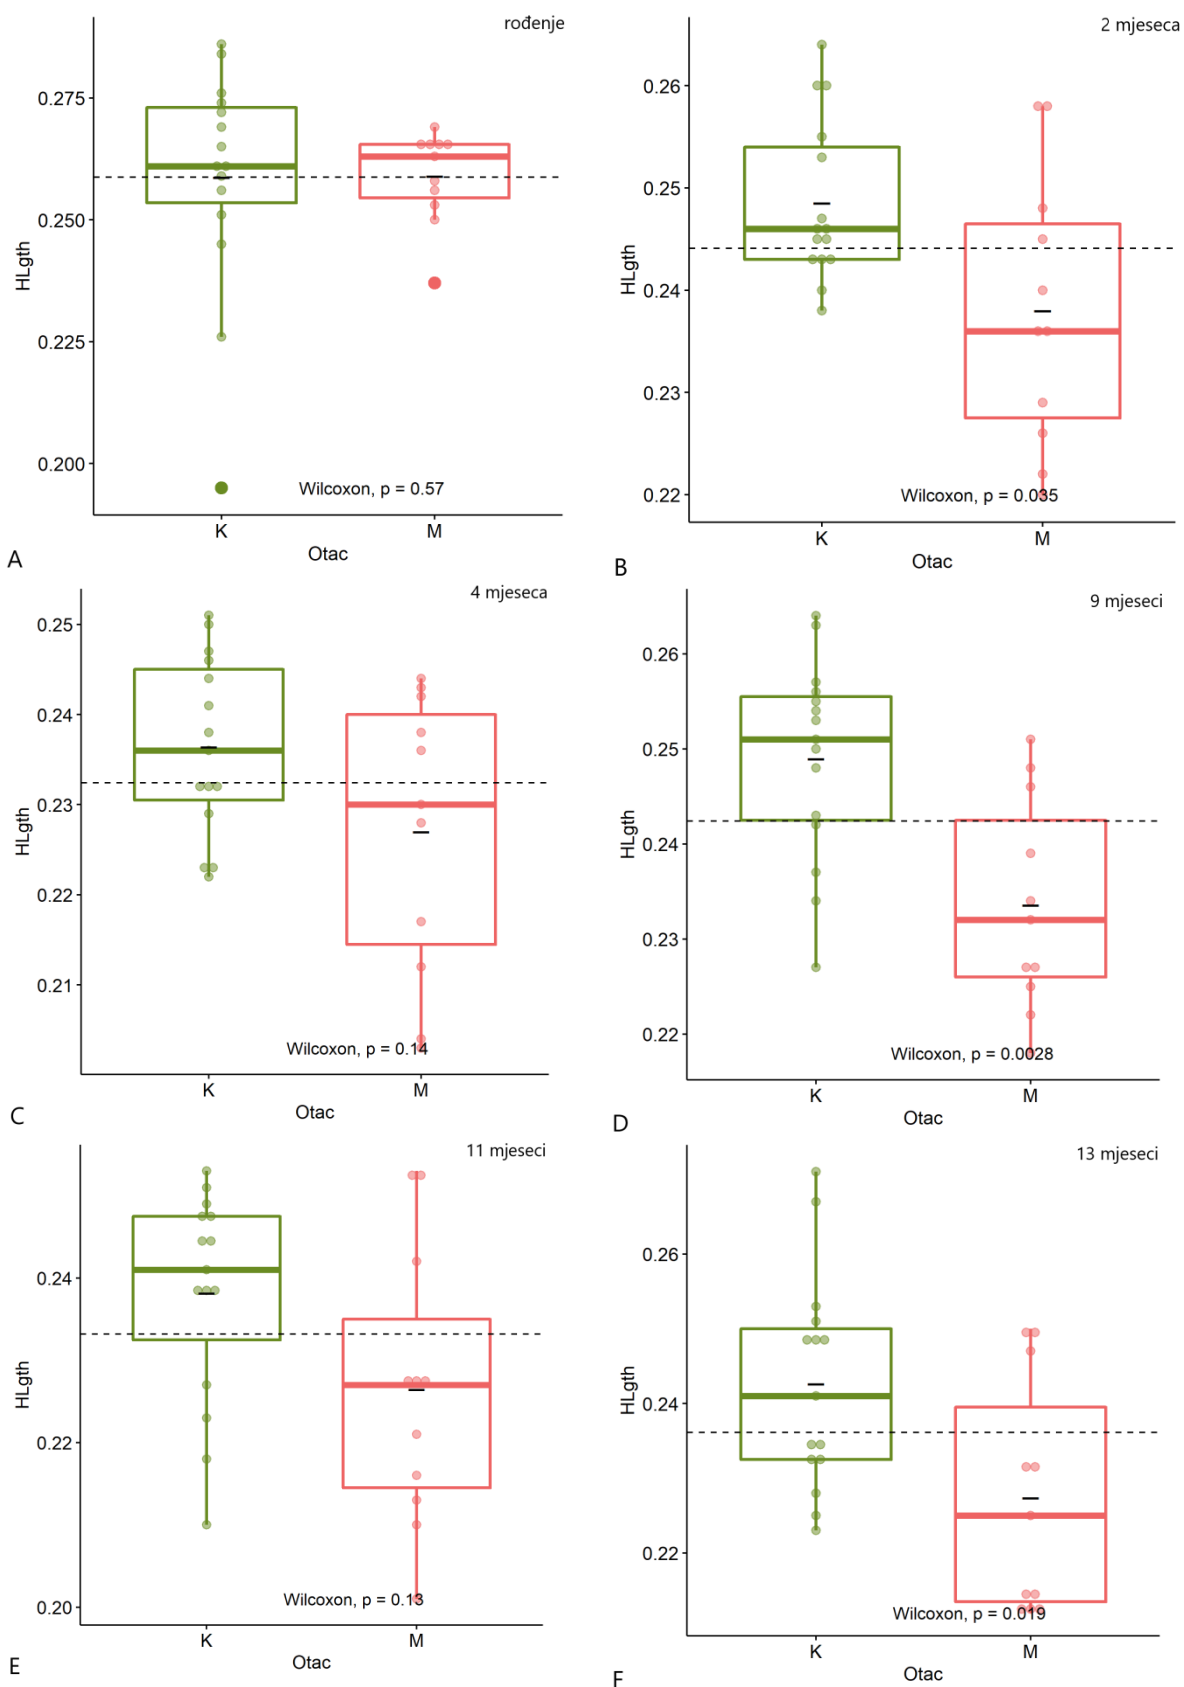 rođenje
0.275
0.250
0.225
0.200
HLgth
Wilcoxon, p = 0.57
K
M
Otac
A
2 mjeseca
0.26
0.25
0.24
0.23
0.22
HLgth
Wilcoxon, p = 0.035
K
M
Otac
B
4 mjeseca
0.25
0.24
0.23
0.22
0.21
HLgth
Wilcoxon, p = 0.14
K
M
Otac
C
9 mjeseci
0.26
0.25
0.24
0.23
0.22
HLgth
Wilcoxon, p = 0.0028
K
M
Otac
D
11 mjeseci
0.24
0.22
0.20
HLgth
Wilcoxon, p = 0.13
K
M
Otac
E
13 mjeseci
0.26
0.24
0.22
HLgth
Wilcoxon, p = 0.019
K
M
Otac
F